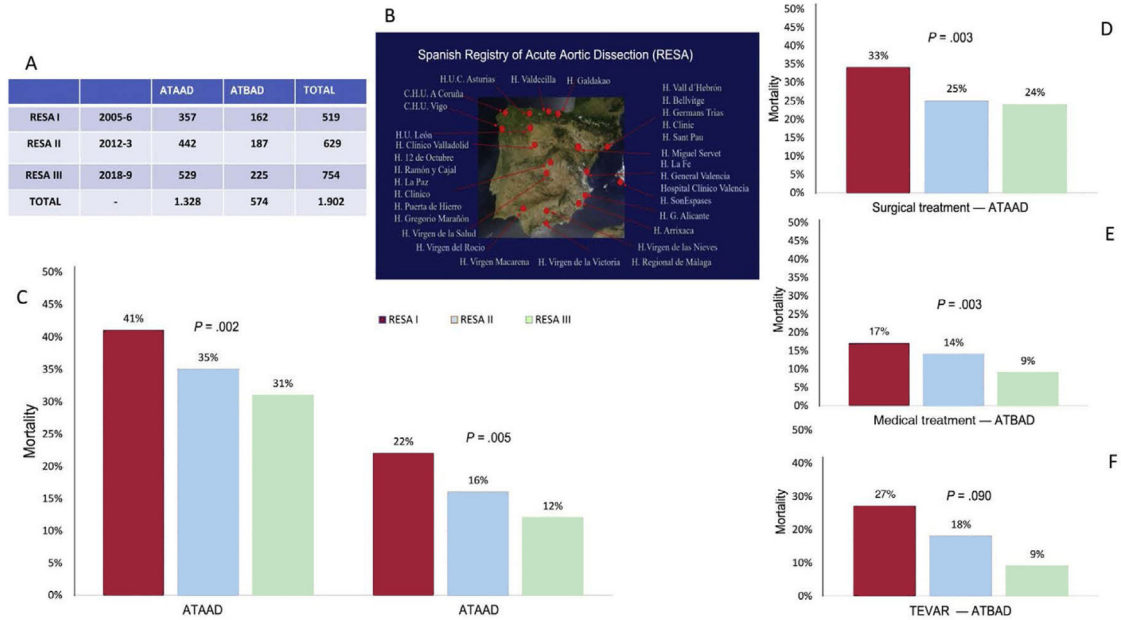 A
ATAAD ATBAD TOTAL
RESA I 2005-6 357 162 519
RESA II 2012-3 442 187 629
RESA III 2018-9 529 225 754
TOTAL - 1.328 574 1.902
B
Spanish Registry of Acute Aortic Dissection (RESA)
H.U.C. Asturias
H. Valdecilla
H. Galdakao
C.H.U. A Coruña
C.H.U. Vigo
H.U. León
H. Clínico Valladolid
H. 12 de Octubre
H. Ramón y Cajal
H. La Paz
H. Clínico
H. Puerta de Hierro
H. Gregorio Marañón
H. Virgen de la Salud
H. Virgen del Rocio
H. Virgen Macarena
H. Virgen de la Victoria
H. Regional de Málaga
H. Vall d´Hebrón
H. Bellvitge
H. Germans Trias
H. Clinic
H. Sant Pau
H. Miguel Servet
H. La Fe
H. General Valencia
Hospital Clínico Valencia
H. SonEspases
H. G. Alicante
H. Arrixaca
H.Virgen de las Nieves
RESA I
RESA II
RESA III
C
Mortality
50%
45%
40%
35%
30%
25%
20%
15%
10%
5%
0%
41%
35%
31%
P = .002
ATAAD
22%
16%
12%
P = .005
ATAAD
D
Mortality
50%
45%
40%
35%
30%
25%
20%
15%
10%
5%
0%
33%
25%
24%
P = .003
Surgical treatment — ATAAD
E
Mortality
50%
45%
40%
35%
30%
25%
20%
15%
10%
5%
0%
17%
14%
9%
P = .003
Medical treatment — ATBAD
F
Mortality
50%
40%
30%
20%
10%
0%
27%
18%
9%
P = .090
TEVAR — ATBAD